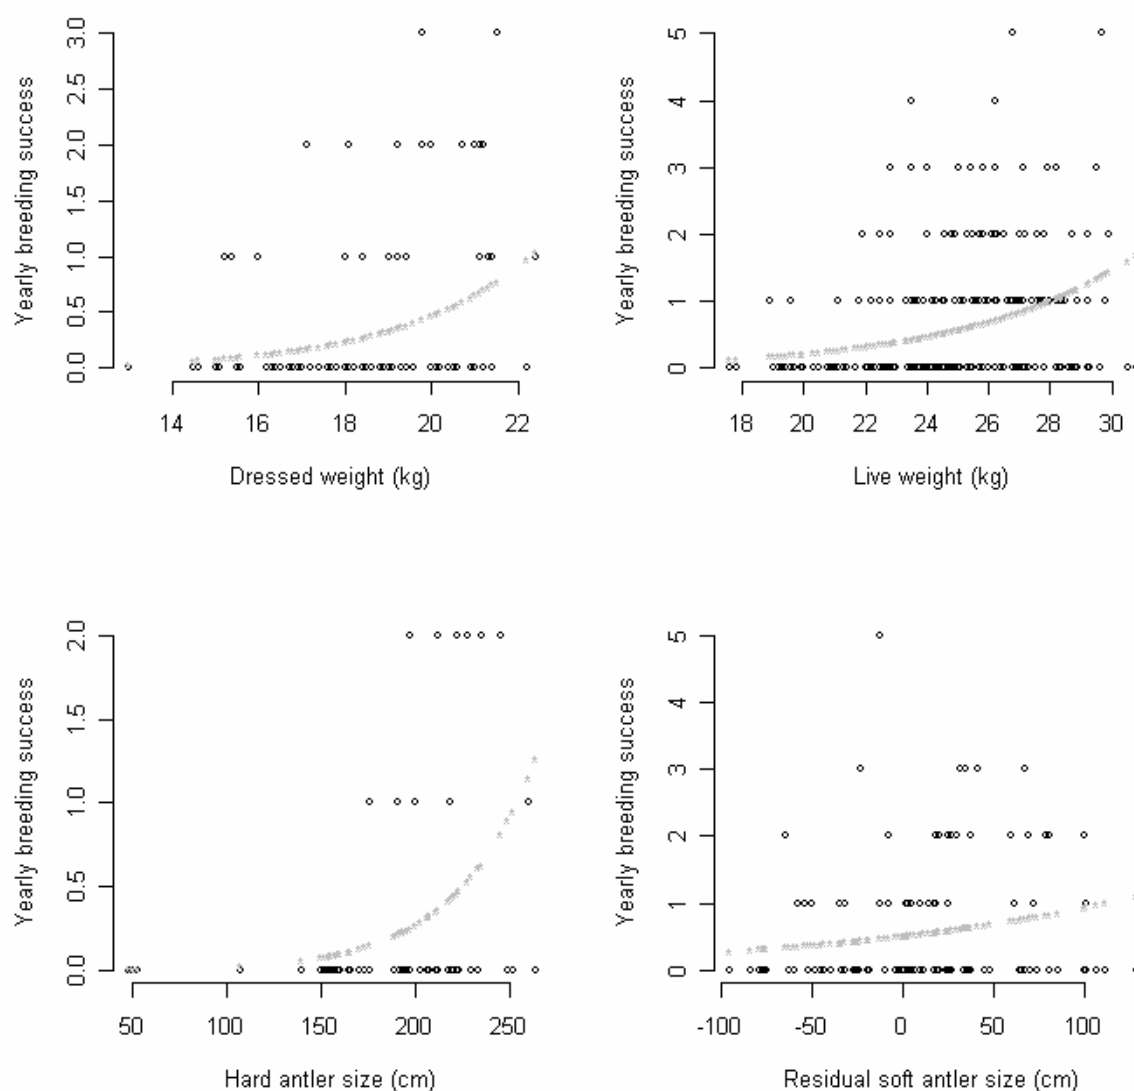 Yearly breeding success
0.0 0.5 1.0 1.5 2.0 2.5 3.0
14 16 18 20 22
Dressed weight (kg)
Yearly breeding success
0 1 2 3 4 5
18 20 22 24 26 28 30
Live weight (kg)
Yearly breeding success
0.0 0.5 1.0 1.5 2.0
50 100 150 200 250
Hard antler size (cm)
Yearly breeding success
0 1 2 3 4 5
-100 -50 0 50 100
Residual soft antler size (cm)